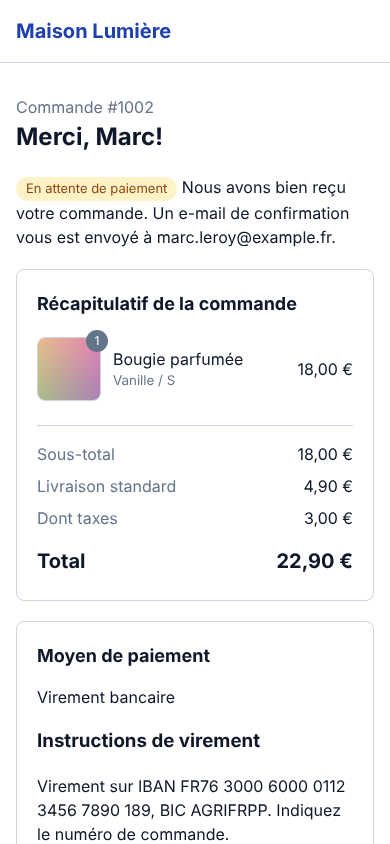 Maison Lumière
Commande #1002
Merci, Marc!
En attente de paiement Nous avons bien reçu
votre commande. Un e-mail de confirmation
vous est envoyé à marc.leroy@example.fr.
Récapitulatif de la commande
1
Bougie parfumée
18,00 €
Vanille / S
Sous-total 18,00 €
Livraison standard 4,90 €
Dont taxes 3,00 €
Total 22,90 €
Moyen de paiement
Virement bancaire
Instructions de virement
Virement sur IBAN FR76 3000 6000 0112
3456 7890 189, BIC AGRIFRPP. Indiquez
le numéro de commande.